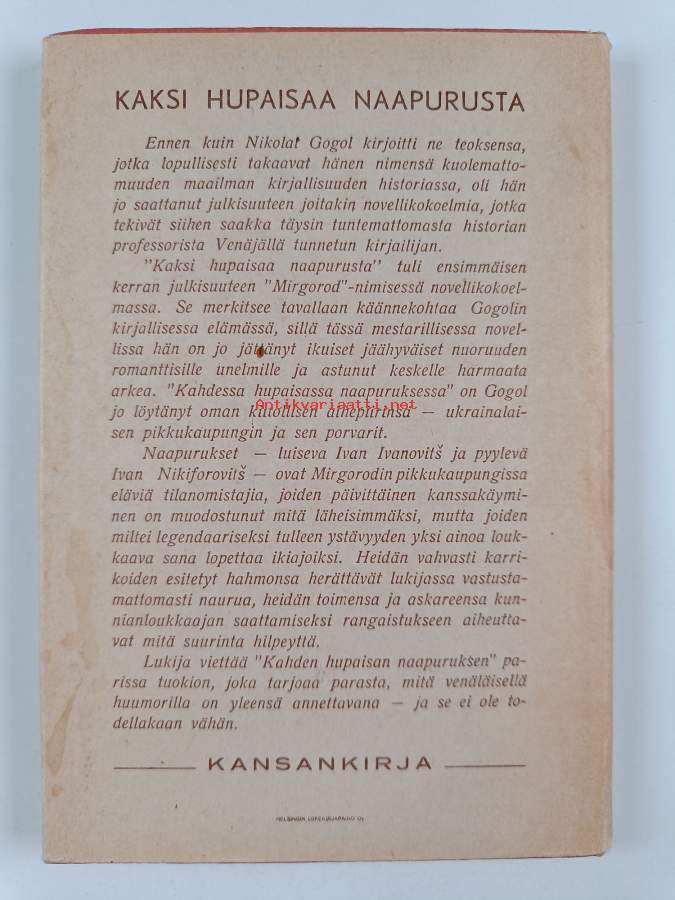 KAKSI HUPAISAA NAAPURUSTA
Ennen kuin Nikolai Gogol kirjoitti ne teoksensa,
jotka lopullisesti takaavat hänen nimensä kuolematto-
muuden maailman kirjallisuuden historiassa, oli hän
jo saattanut julkisuuteen joitakin novellikokoelmia, jotka
tekivät siihen saakka täysin tuntemattomasta historian
professorista Venäjällä tunnetun kirjailijan.
"Kaksi hupaisaa naapurusta" tuli ensimmäisen
kerran julkisuuteen "Mirgorod"-nimisessä novellikokoel-
massa. Se merkitsee tavallaan käännekohtaa Gogolin
kirjallisessa elämässä, sillä tässä mestarillisessa novel-
lissa hän on jo jättänyt ikuiset jäähyväiset nuoruuden
romanttisille unelmille ja astunut keskelle harmaata
arkea. "Kahdessa hupaisassa naapuruksessa" on Gogol
jo löytänyt oman kiitollisen aihepiirinsä — ukrainalai-
Antikvariaatti.net
sen pikkukaupungin ja sen porvarit.
Naapurukset — luiseva Ivan Ivanovitš ja pyylevä
Ivan Nikiforovitš — ovat Mirgorodin pikkukaupungissa
eläviä tilanomistajia, joiden päivittäinen kanssakäymi-
nen on muodostunut mitä läheisimmäksi, mutta joiden
miltei legendaariseksi tulleen ystävyyden yksi ainoa louk-
kaava sana lopettaa ikiajoiksi. Heidän vahvasti karri-
koiden esitetyt hahmonsa herättävät lukijassa vastusta-
mattomasti naurua, heidän toimensa ja askareensa kun-
nianloukkaajan saattamiseksi rangaistukseen aiheutta-
vat mitä suurinta hilpeyttä.
Lukija viettää "Kahden hupaisan naapuruksen" pa-
rissa tuokion, joka tarjoaa parasta, mitä venäläisellä
huumorilla on yleensä annettavana — ja se ei ole to-
dellakaan vähän.
KANSANKIRJA
HELSINGIN LIIKEKIRJAPAINO OY